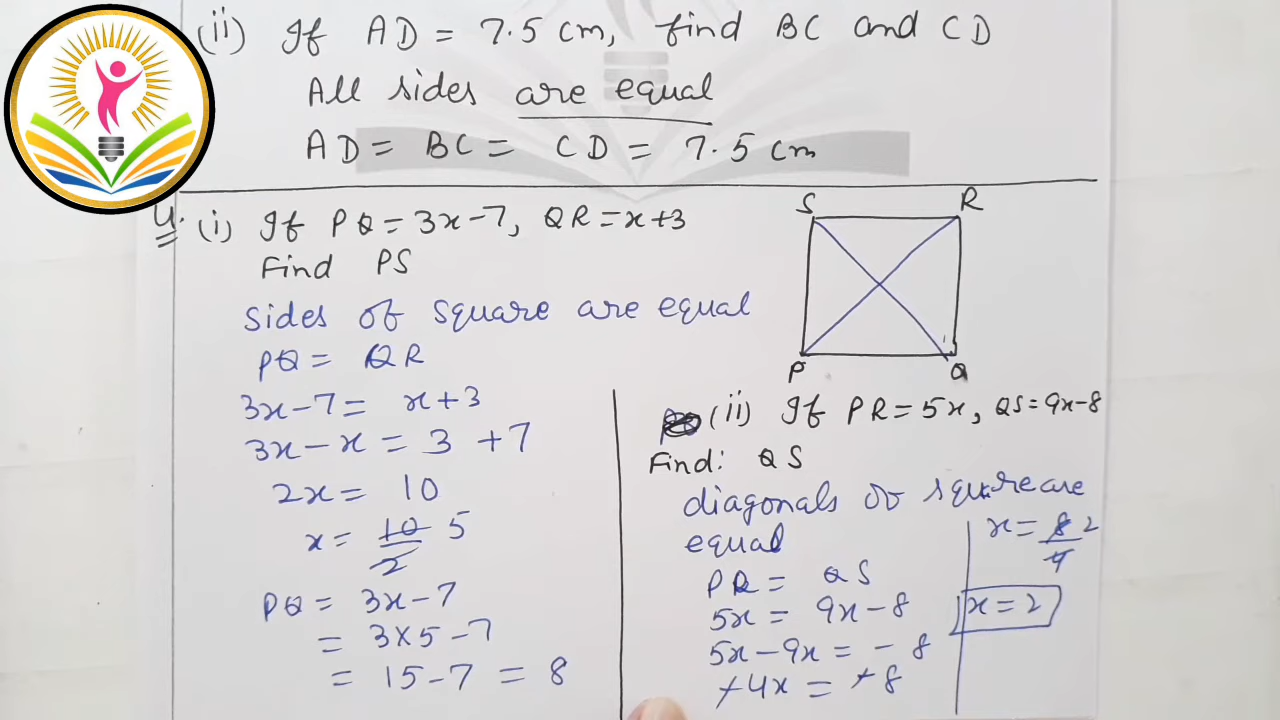 (ii) If AD = 7.5 cm, find BC and CD
All sides are equal
AD = BC = CD = 7.5 cm
4. (i) If PQ = 3x-7, QR = x+3
Find PS
sides of square are equal
PQ = QR
3x-7 = x+3
3x-x = 3 +7
2x = 10
x = 10/2 5
PQ = 3x-7
= 3×5-7
= 15-7 = 8
S R
P Q
(ii) If PR = 5x, QS = 9x-8
Find: QS
diagonals of square are
equal
PR = QS
5x = 9x-8
5x-9x = -8
+4x = +8
x = 8/4 2
x = 2